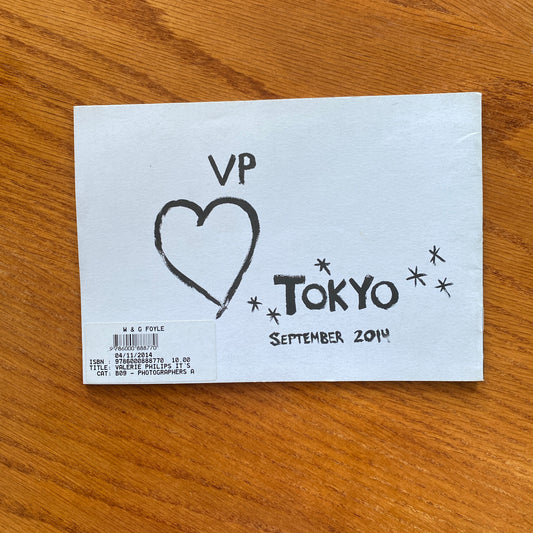 VP
TOKYO
SEPTEMBER 2014
W & G FOYLE
9786000888770
04/11/2014
ISBN : 9786000888770 10.00
TITLE: VALERIE PHILIPS IT'S
CAT: B09 - PHOTOGRAPHERS A